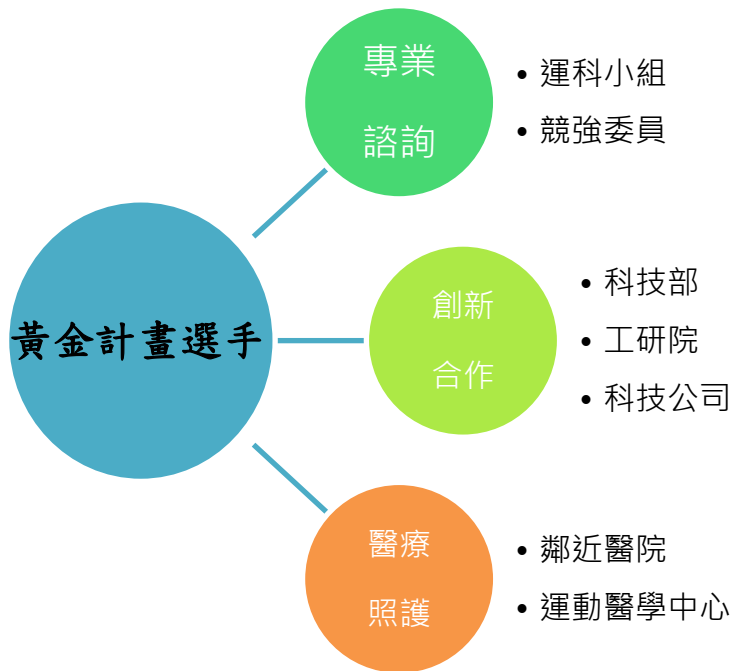 專業
諮詢
• 運科小組
• 競強委員
黃金計畫選手
創新
合作
• 科技部
• 工研院
• 科技公司
醫療
照護
• 鄰近醫院
• 運動醫學中心